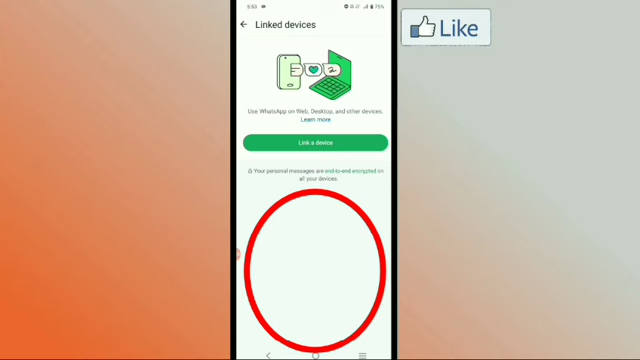 5:53
75%
Linked devices
Like
Use WhatsApp on Web, Desktop, and other devices.
Learn more
Link a device
Your personal messages are end-to-end encrypted on
all your devices.